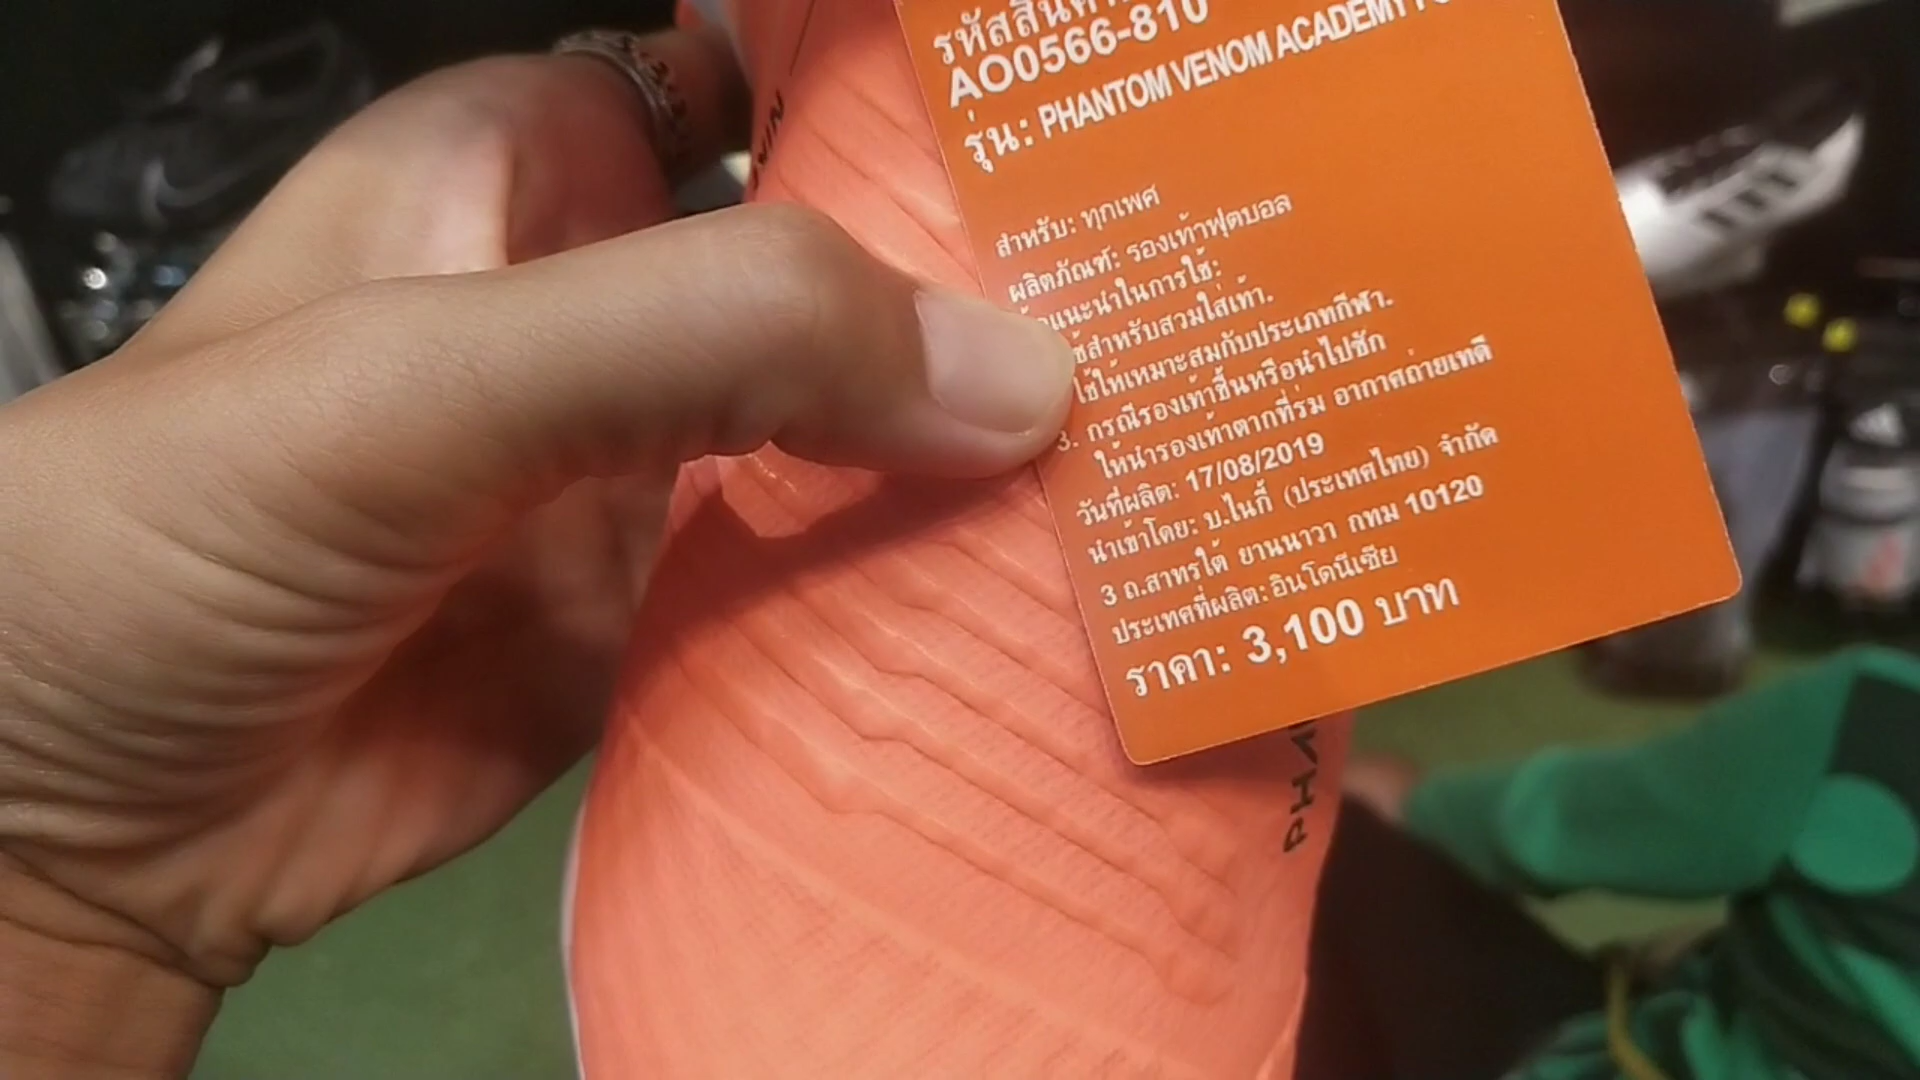 รหัสสินค้า
AO0566-810
รุ่น: PHANTOM VENOM ACADEMY
สำหรับ: ทุกเพศ
ผลิตภัณฑ์: รองเท้าฟุตบอล
แนะนำในการใช้:
ใช้สำหรับสวมใส่เท้า.
ใช้ให้เหมาะสมกับประเภทกีฬา.
3. กรณีรองเท้าชื้นหรือนำไปซัก
ให้นำรองเท้าตากที่ร่ม อากาศถ่ายเทดี
วันที่ผลิต: 17/08/2019
นำเข้าโดย: บ.ไนกี้ (ประเทศไทย) จำกัด
3 ถ.สาทรใต้ ยานนาวา กทม 10120
ประเทศที่ผลิต:อินโดนีเซีย
ราคา: 3,100 บาท